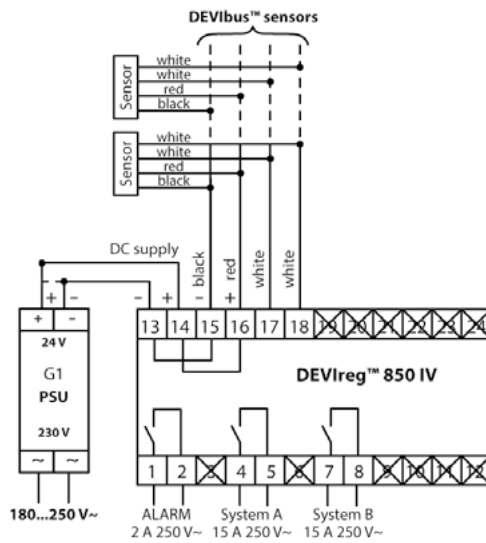 DEVIbus™ sensors
white
white
red
black
Sensor
white
white
red
black
Sensor
DC supply
black
red
white
white
+ − − + − +
+ −
13 14 15 16 17 18 19 20 21 22 23 24
24 V
G1
PSU
230 V
~ ~
DEVIreg™ 850 IV
1 2 3 4 5 6 7 8 9 10 11 12
180...250 V~
ALARM System A System B
2 A 250 V~ 15 A 250 V~ 15 A 250 V~